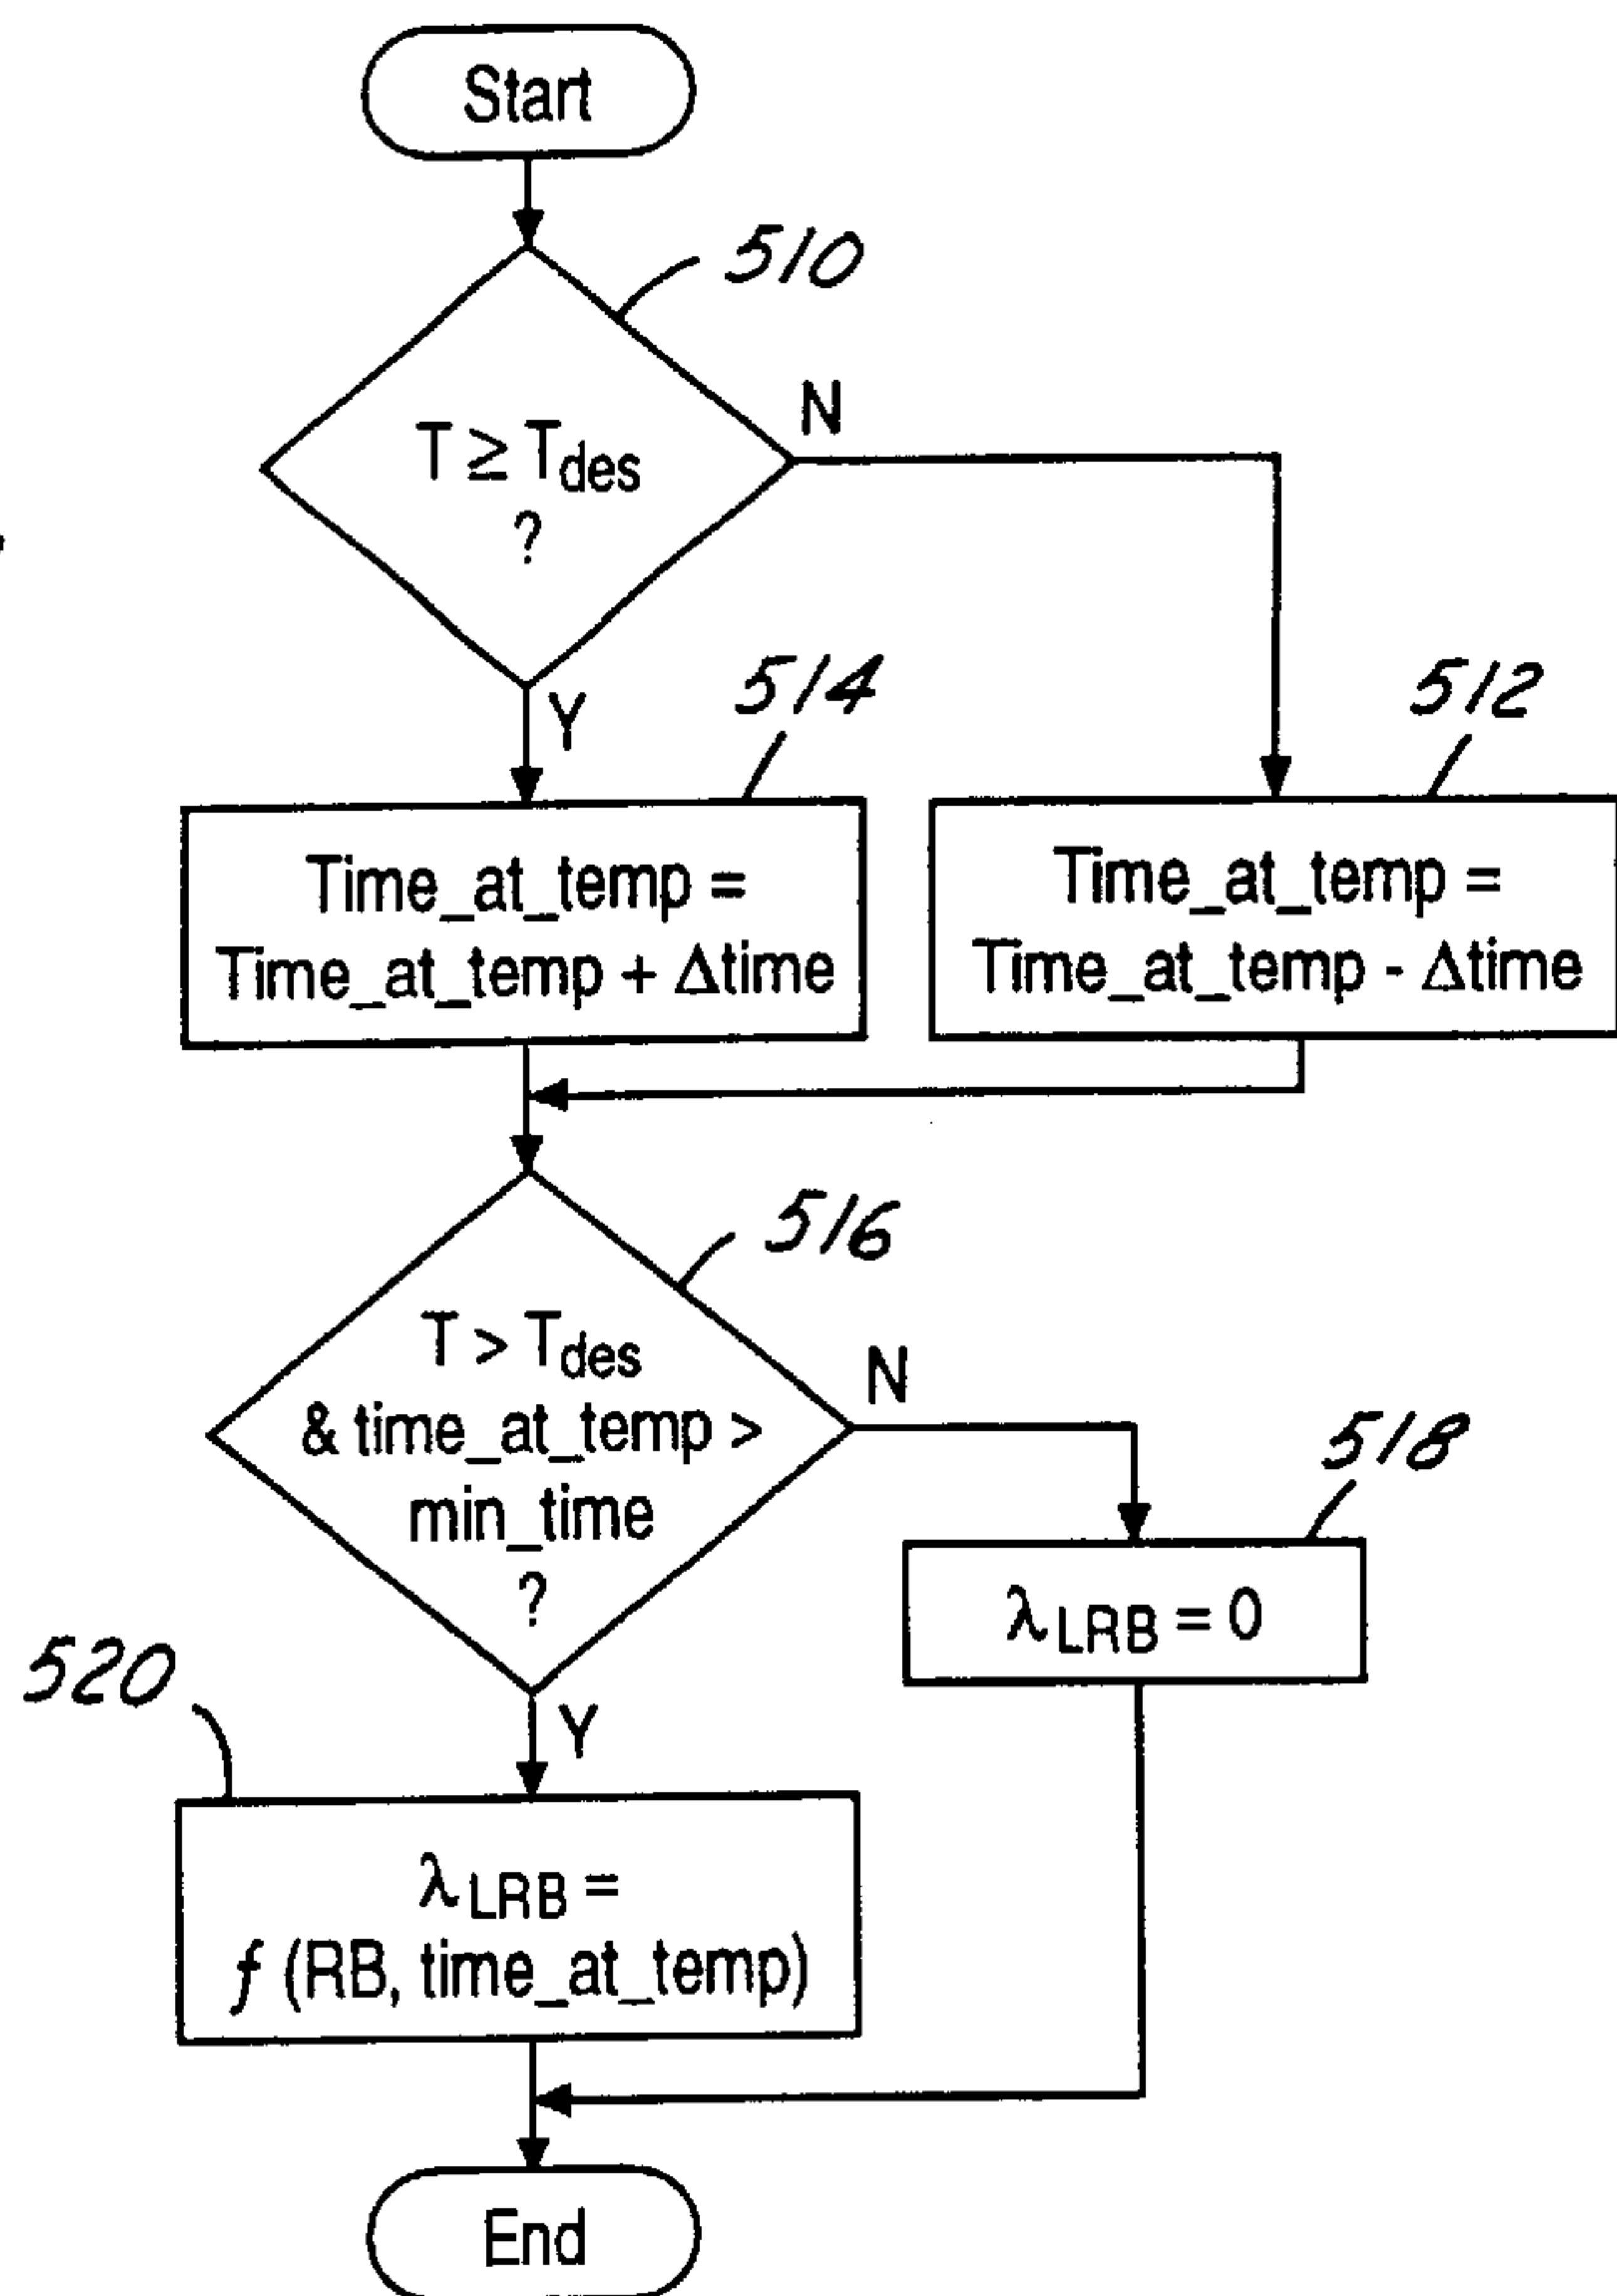 Start
510
T ≥ Tdes
?
N
Y
514
512
Time_at_temp =
Time_at_temp + Δtime
Time_at_temp =
Time_at_temp - Δtime
516
T > Tdes
& time_at_temp >
min_time
?
N
518
λLRB = 0
Y
520
λLRB =
f (RB, time_at_temp)
End